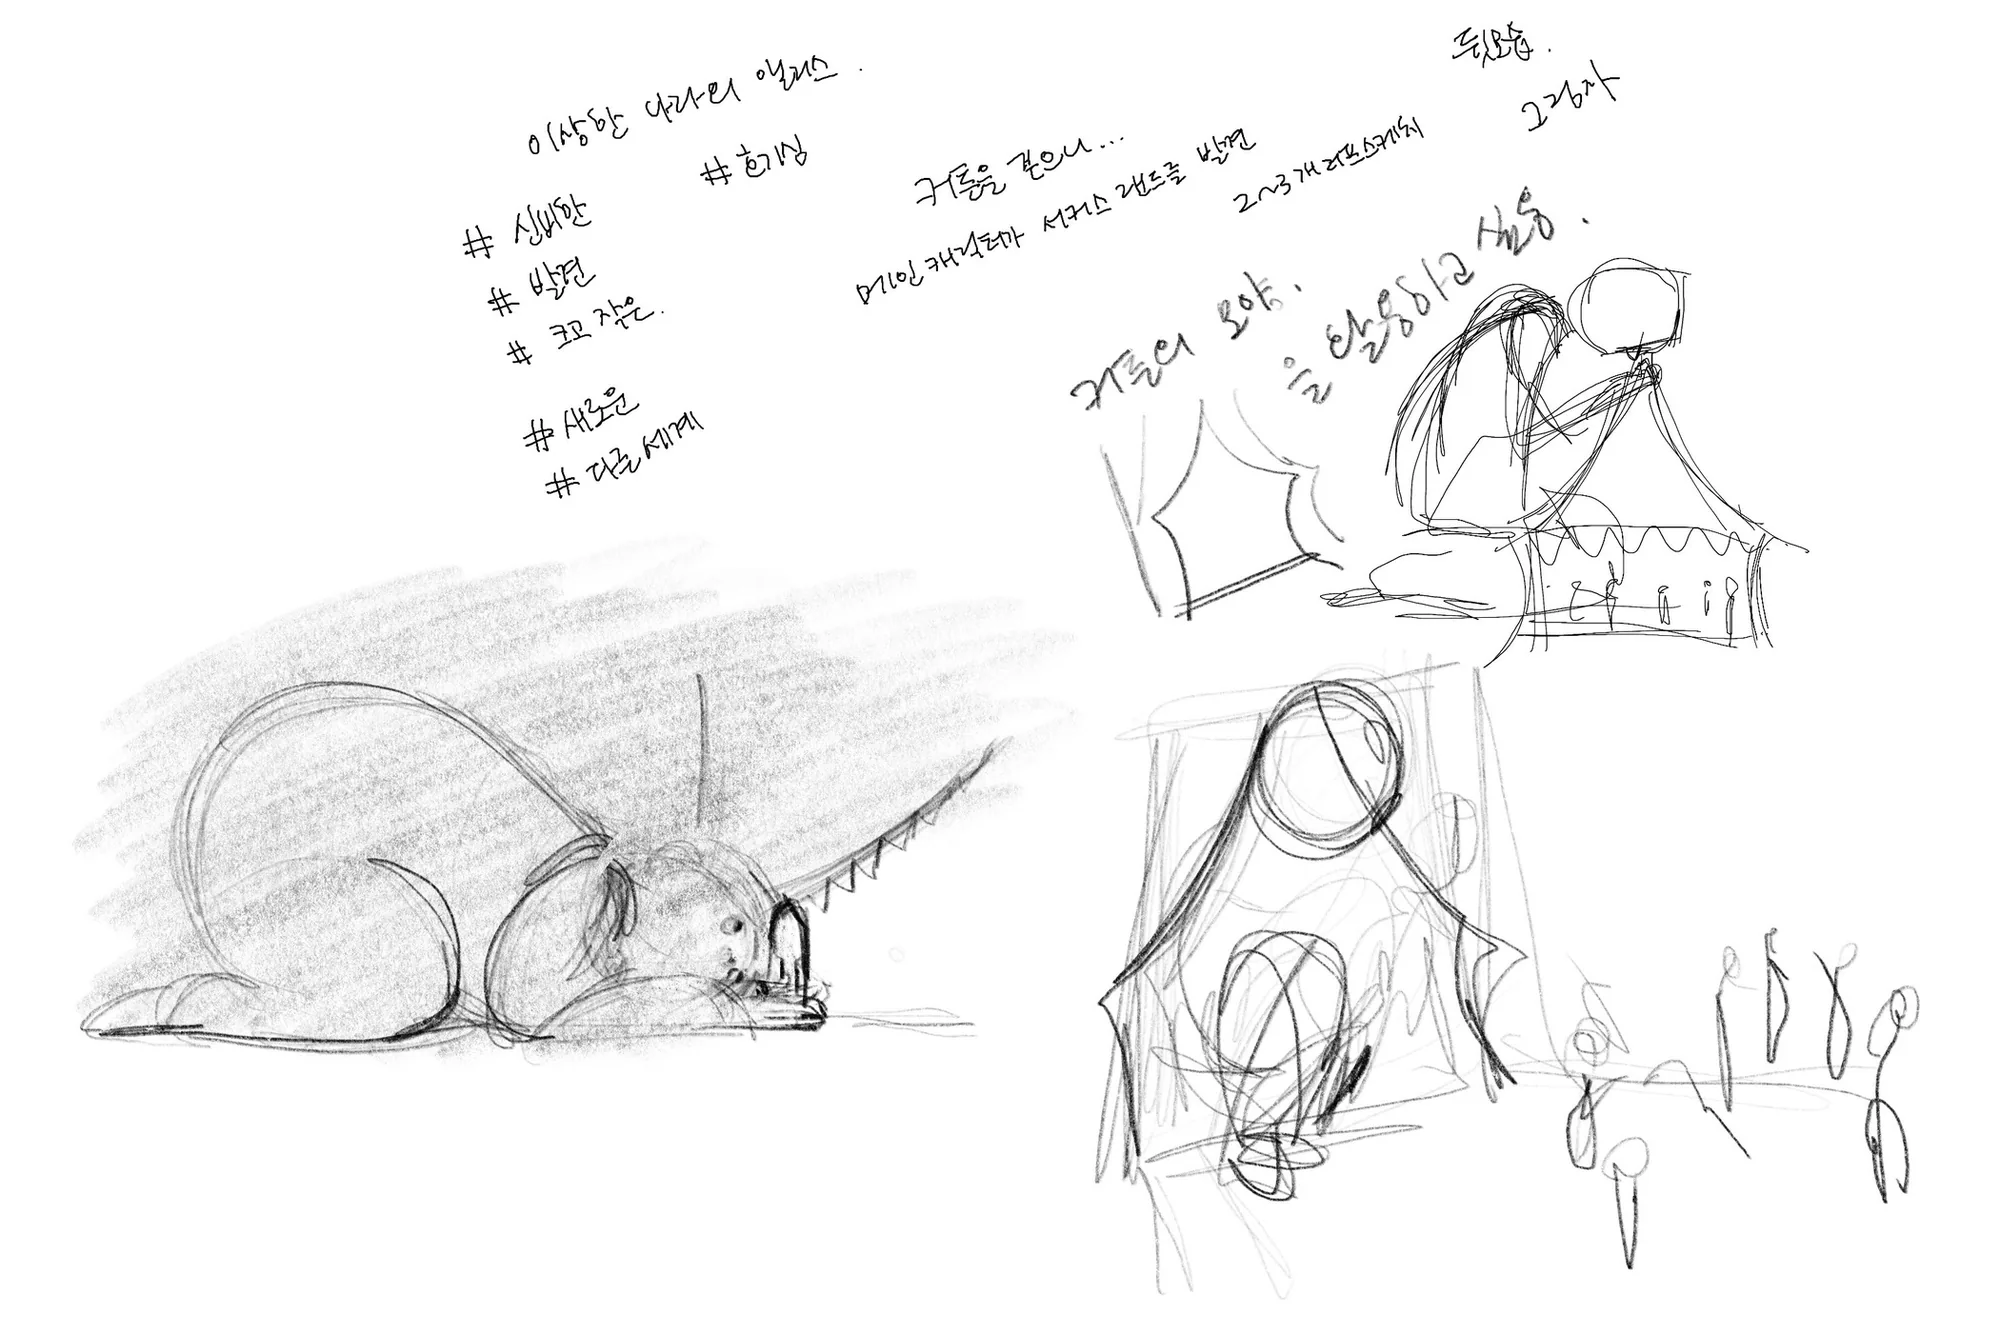 이상한 나라의 앨리스.
# 호기심
# 신비한
# 발견
# 크고 작은.
# 새로운
# 다른 세계
커튼을 걷으니...
메인 캐릭터가 서커스 랜드를 발견
2~3개 러프스케치
뒷모습.
그림자
커튼의 모양.
을 활용하고 싶음.